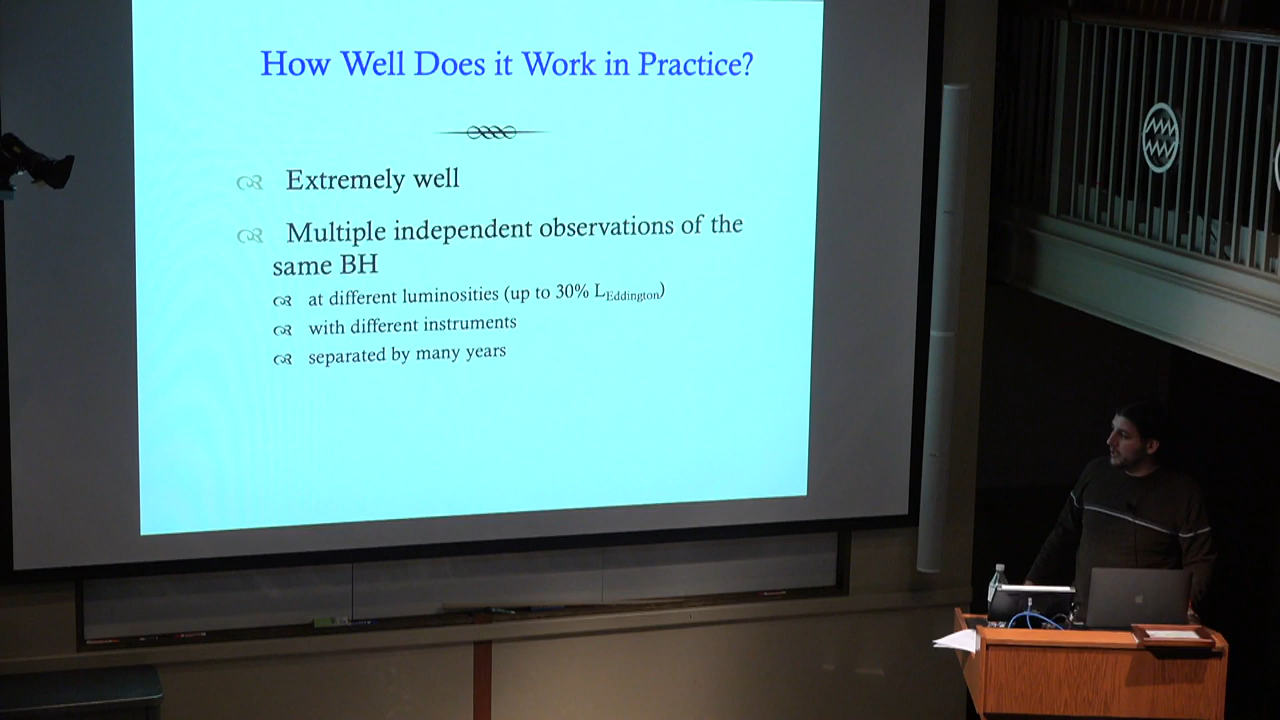 How Well Does it Work in Practice?
Extremely well
Multiple independent observations of the
same BH
at different luminosities (up to 30% LEddington)
with different instruments
separated by many years